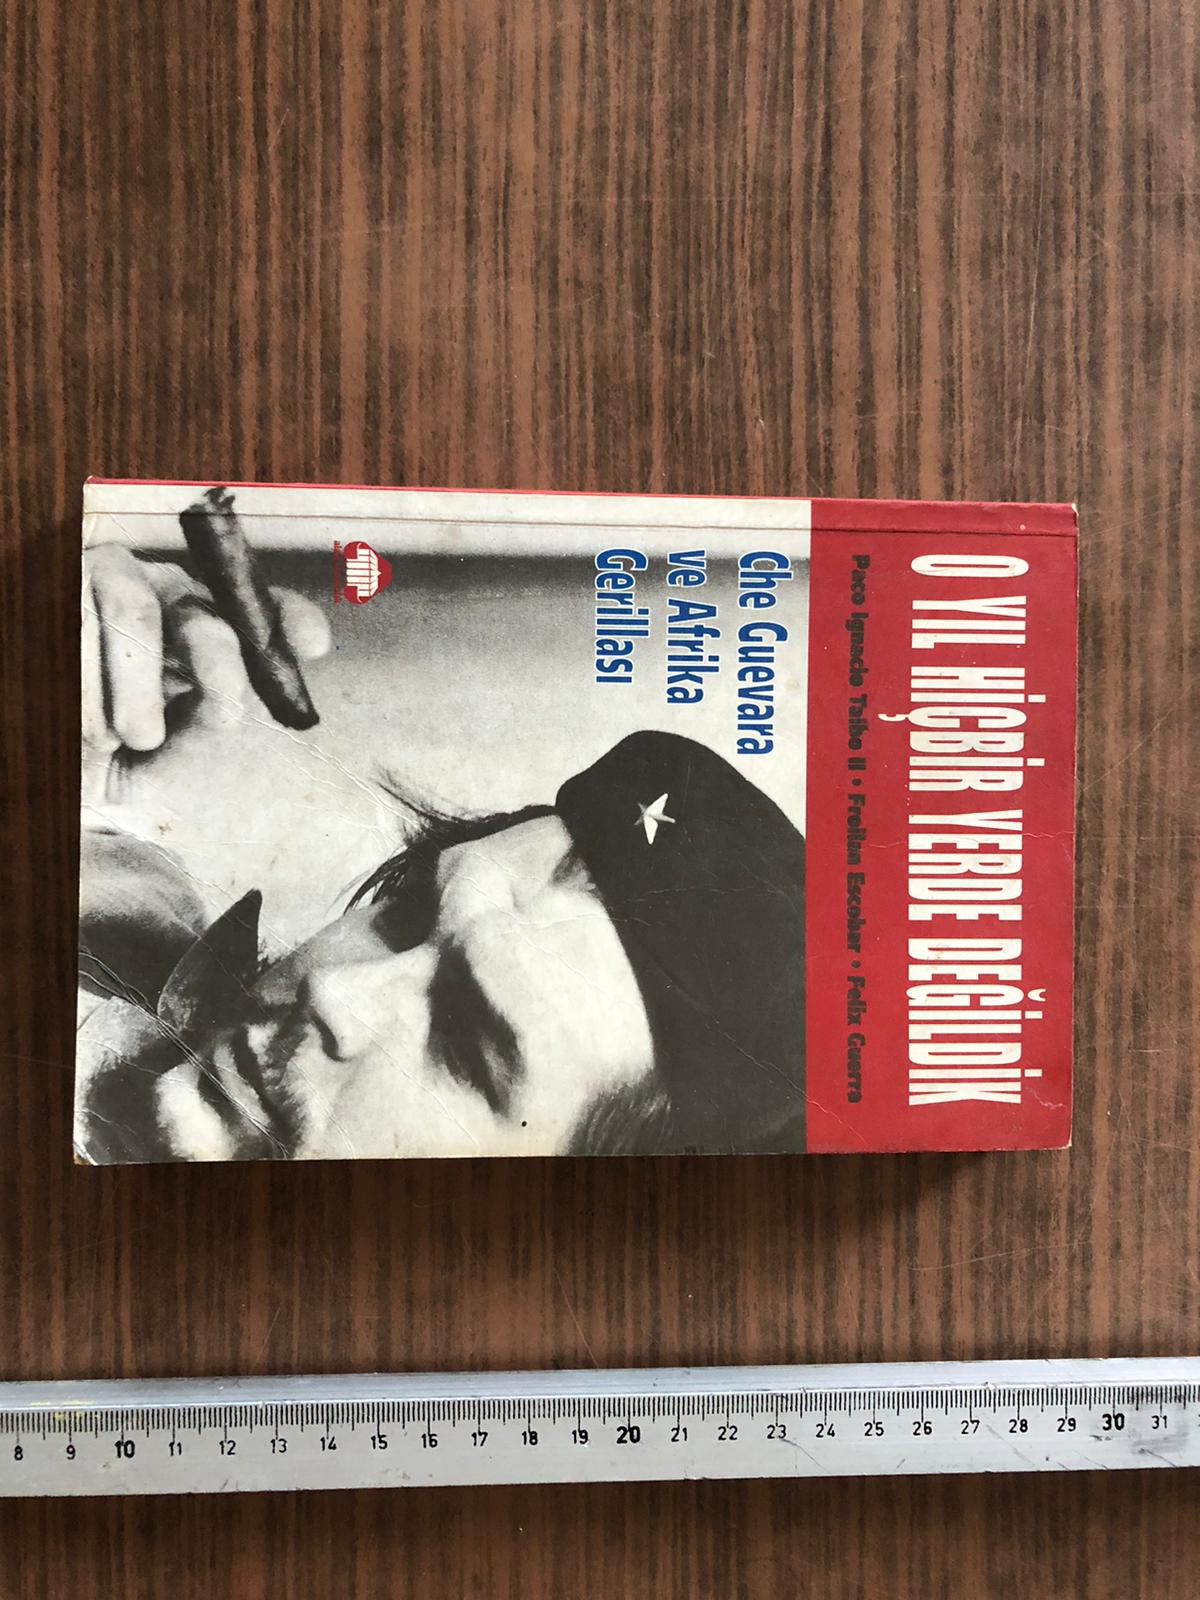 O YIL HİÇBİR YERDE DEĞİLDİK
Paco Ignacio Taibo II • Froilan Escobar • Felix Guerra
Che Guevara
ve Afrika
Gerillası
8 9 10 11 12 13 14 15 16 17 18 19 20 21 22 23 24 25 26 27 28 29 30 31